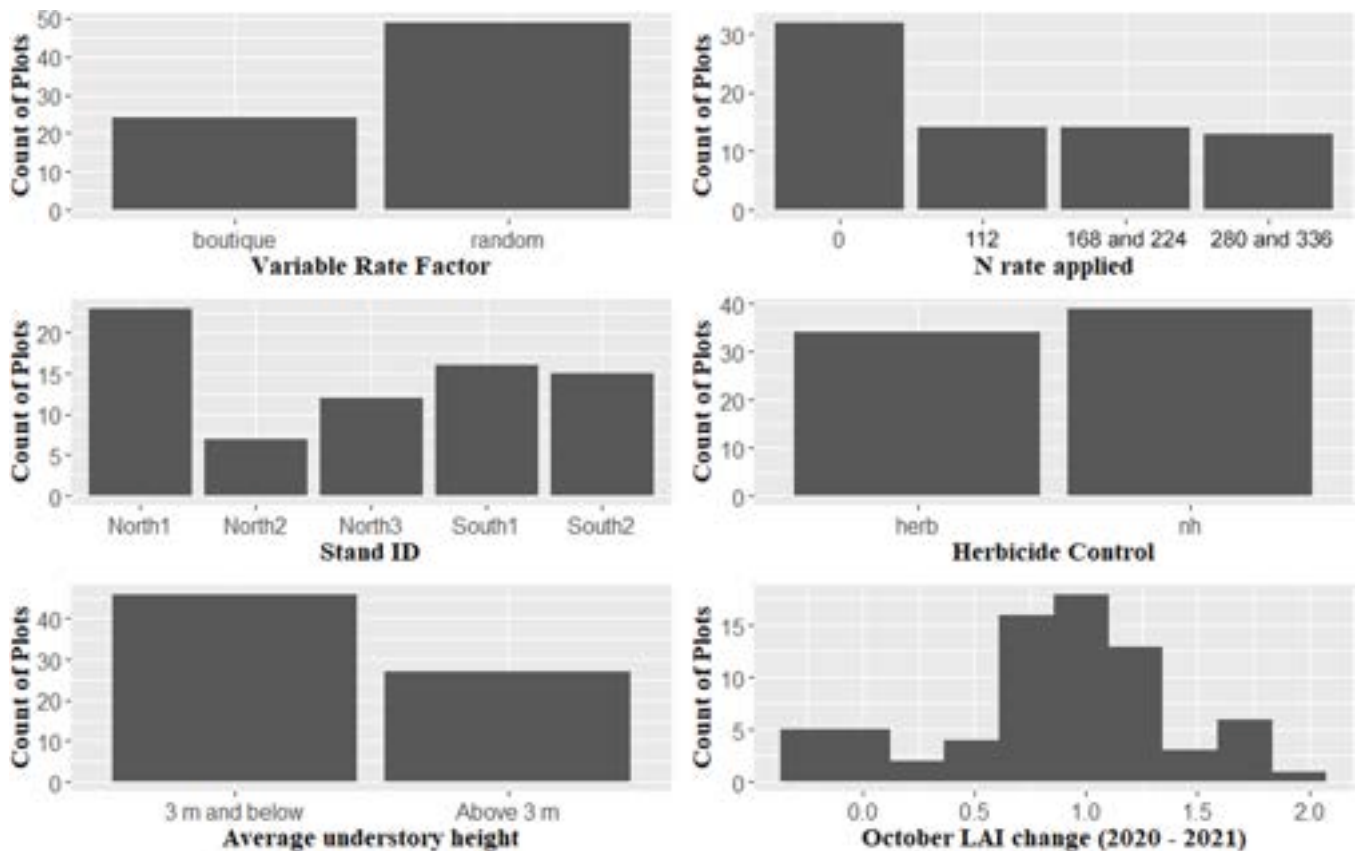 Count of Plots
50
40
30
20
10
0
boutique random
Variable Rate Factor
Count of Plots
30
20
10
0
0 112 168 and 224 280 and 336
N rate applied
Count of Plots
20
15
10
5
0
North1 North2 North3 South1 South2
Stand ID
Count of Plots
40
30
20
10
0
herb nh
Herbicide Control
Count of Plots
40
30
20
10
0
3 m and below Above 3 m
Average understory height
Count of Plots
15
10
5
0
0.0 0.5 1.0 1.5 2.0
October LAI change (2020 - 2021)